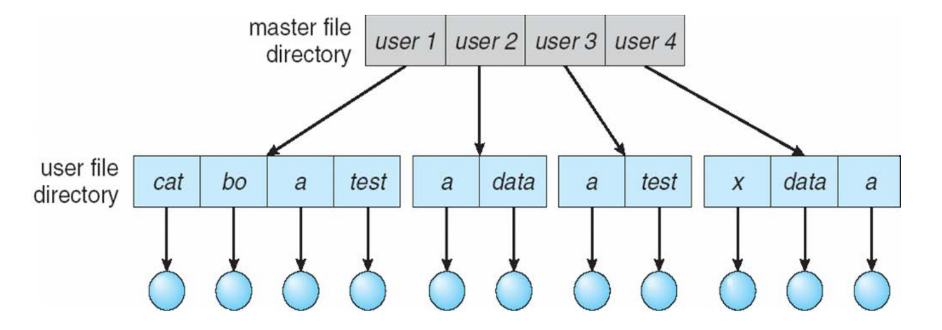 master file
directory
user 1 user 2 user 3 user 4
user file
directory
cat bo a test a data a test x data a